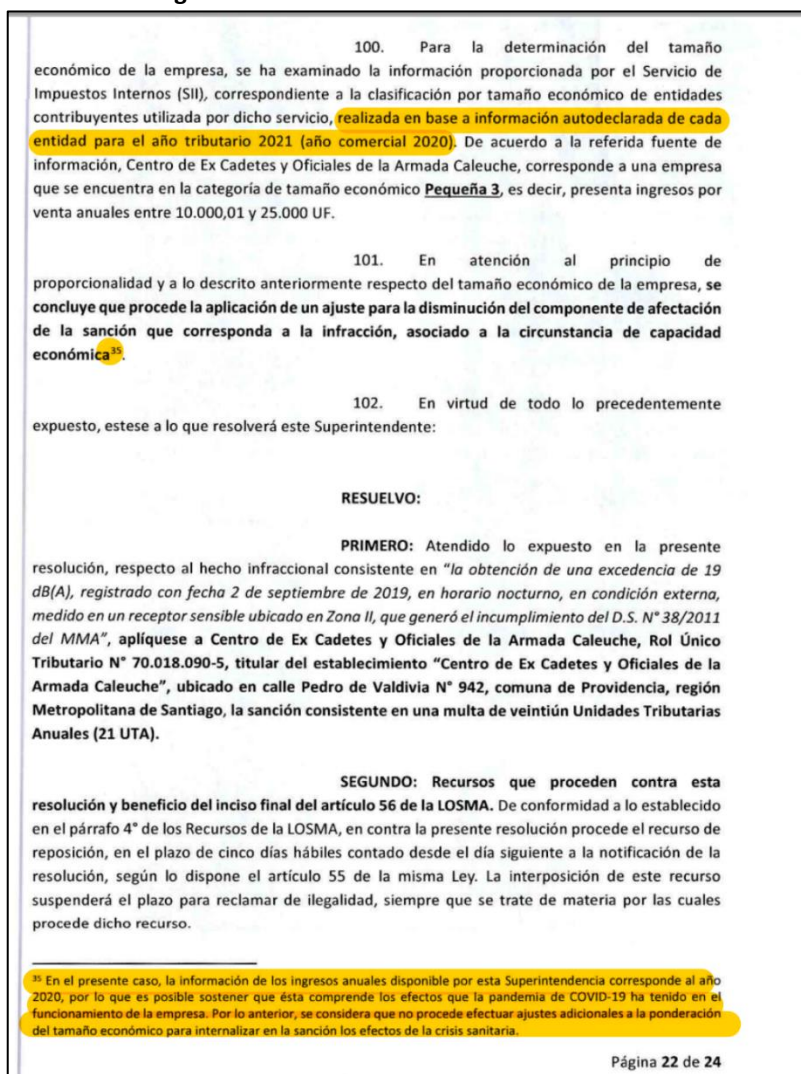 100. Para la determinación del tamaño
económico de la empresa, se ha examinado la información proporcionada por el Servicio de
Impuestos Internos (SII), correspondiente a la clasificación por tamaño económico de entidades
contribuyentes utilizada por dicho servicio, realizada en base a información autodeclarada de cada
entidad para el año tributario 2021 (año comercial 2020). De acuerdo a la referida fuente de
información, Centro de Ex Cadetes y Oficiales de la Armada Caleuche, corresponde a una empresa
que se encuentra en la categoría de tamaño económico Pequeña 3, es decir, presenta ingresos por
venta anuales entre 10.000,01 y 25.000 UF.
101. En atención al principio de
proporcionalidad y a lo descrito anteriormente respecto del tamaño económico de la empresa, se
concluye que procede la aplicación de un ajuste para la disminución del componente de afectación
de la sanción que corresponda a la infracción, asociado a la circunstancia de capacidad
económica³⁵.
102. En virtud de todo lo precedentemente
expuesto, estese a lo que resolverá este Superintendente:
RESUELVO:
PRIMERO: Atendido lo expuesto en la presente
resolución, respecto al hecho infraccional consistente en "la obtención de una excedencia de 19
dB(A), registrado con fecha 2 de septiembre de 2019, en horario nocturno, en condición externa,
medido en un receptor sensible ubicado en Zona II, que generó el incumplimiento del D.S. N° 38/2011
del MMA", aplíquese a Centro de Ex Cadetes y Oficiales de la Armada Caleuche, Rol Único
Tributario N° 70.018.090-5, titular del establecimiento "Centro de Ex Cadetes y Oficiales de la
Armada Caleuche", ubicado en calle Pedro de Valdivia N° 942, comuna de Providencia, región
Metropolitana de Santiago, la sanción consistente en una multa de veintiún Unidades Tributarias
Anuales (21 UTA).
SEGUNDO: Recursos que proceden contra esta
resolución y beneficio del inciso final del artículo 56 de la LOSMA. De conformidad a lo establecido
en el párrafo 4° de los Recursos de la LOSMA, en contra la presente resolución procede el recurso de
reposición, en el plazo de cinco días hábiles contado desde el día siguiente a la notificación de la
resolución, según lo dispone el artículo 55 de la misma Ley. La interposición de este recurso
suspenderá el plazo para reclamar de ilegalidad, siempre que se trate de materia por las cuales
procede dicho recurso.
³⁵ En el presente caso, la información de los ingresos anuales disponible por esta Superintendencia corresponde al año
2020, por lo que es posible sostener que ésta comprende los efectos que la pandemia de COVID-19 ha tenido en el
funcionamiento de la empresa. Por lo anterior, se considera que no procede efectuar ajustes adicionales a la ponderación
del tamaño económico para internalizar en la sanción los efectos de la crisis sanitaria.
Página 22 de 24